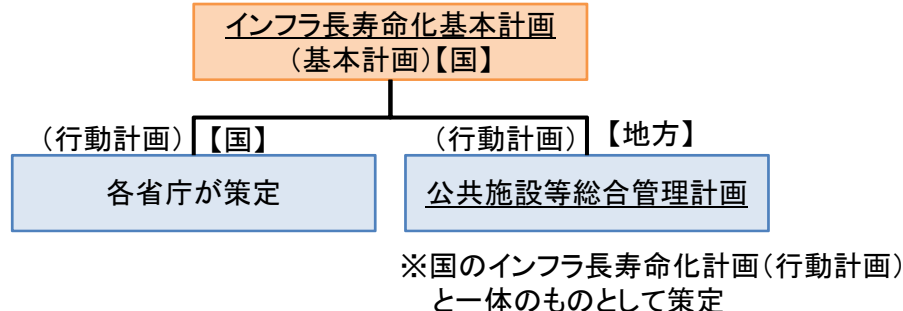 インフラ長寿命化基本計画
(基本計画)【国】
(行動計画)【国】
(行動計画)【地方】
各省庁が策定
公共施設等総合管理計画
※国のインフラ長寿命化計画(行動計画)
と一体のものとして策定